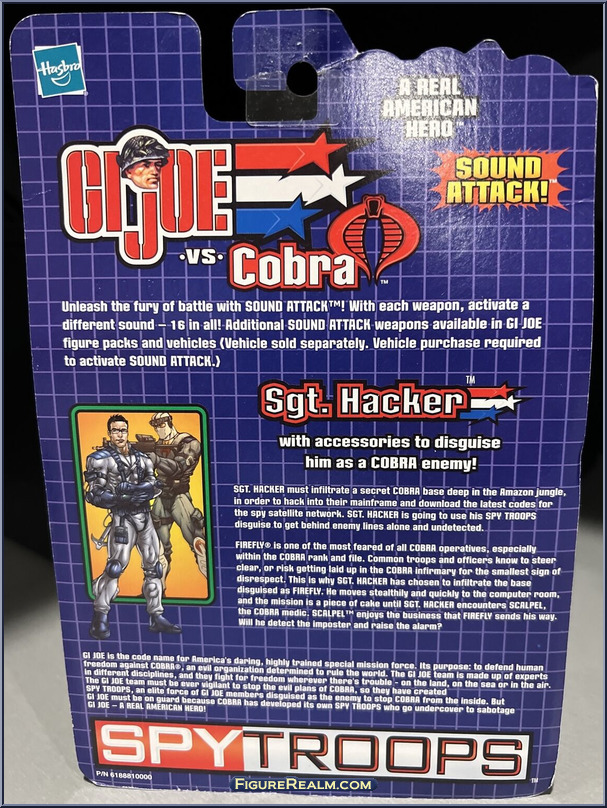 Hasbro
A REAL
AMERICAN
HERO
GI JOE
SOUND
ATTACK!™
•VS• Cobra™
Unleash the fury of battle with SOUND ATTACK™! With each weapon, activate a
different sound – 16 in all! Additional SOUND ATTACK weapons available in GI JOE
figure packs and vehicles (Vehicle sold separately. Vehicle purchase required
to activate SOUND ATTACK.)
Sgt. Hacker™
with accessories to disguise
him as a COBRA enemy!
SGT. HACKER must infiltrate a secret COBRA base deep in the Amazon jungle,
in order to hack into their mainframe and download the latest codes for
the spy satellite network. SGT. HACKER is going to use his SPY TROOPS
disguise to get behind enemy lines alone and undetected.
FIREFLY® is one of the most feared of all COBRA operatives, especially
within the COBRA rank and file. Common troops and officers know to steer
clear, or risk getting laid up in the COBRA infirmary for the smallest sign of
disrespect. This is why SGT. HACKER has chosen to infiltrate the base
disguised as FIREFLY. He moves stealthily and quickly to the computer room,
and the mission is a piece of cake until SGT. HACKER encounters SCALPEL,
the COBRA medic. SCALPEL™ enjoys the business that FIREFLY sends his way.
Will he detect the imposter and raise the alarm?
GI JOE is the code name for America's daring, highly trained special mission force. Its purpose: to defend human
freedom against COBRA®, an evil organization determined to rule the world. The GI JOE team is made up of experts
in different disciplines, and they fight for freedom wherever there's trouble - on the land, on the sea or in the air.
The GI JOE team must be ever vigilant to stop the evil plans of COBRA, so they have created
SPY TROOPS, an elite force of GI JOE members disguised as the enemy to stop COBRA from the inside. But
GI JOE must be on guard because COBRA has developed its own SPY TROOPS who go undercover to sabotage
GI JOE – A REAL AMERICAN HERO!
SPYTROOPS™
P/N 6188810000
FIGUREREALM.COM